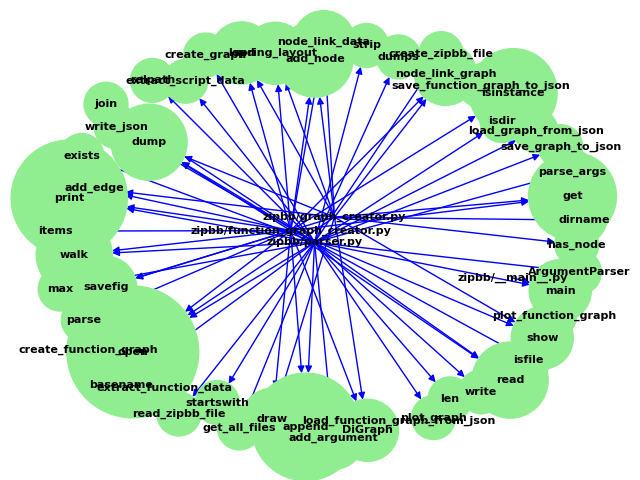 node_link_data
strip
create_graph
spring_layout
add_node
dumps
create_zipbb_file
node_link_graph
extract_script_data
save_function_graph_to_json
isinstance
join
isdir
write_json
load_graph_from_json
dump
save_graph_to_json
exists
parse_args
add_edge
print
get
zipbb/graph_creator.py
dirname
items
zipbb/function_graph_creator.py
zipbb/parser.py
has_node
walk
ArgumentParser
zipbb/__main__.py
max
savefig
main
parse
plot_function_graph
show
create_function_graph
open
isfile
basename
extract_function_data
read
write
startswith
len
read_zipbb_file
draw
plot_graph
load_function_graph_from_json
get_all_files
append
DiGraph
add_argument